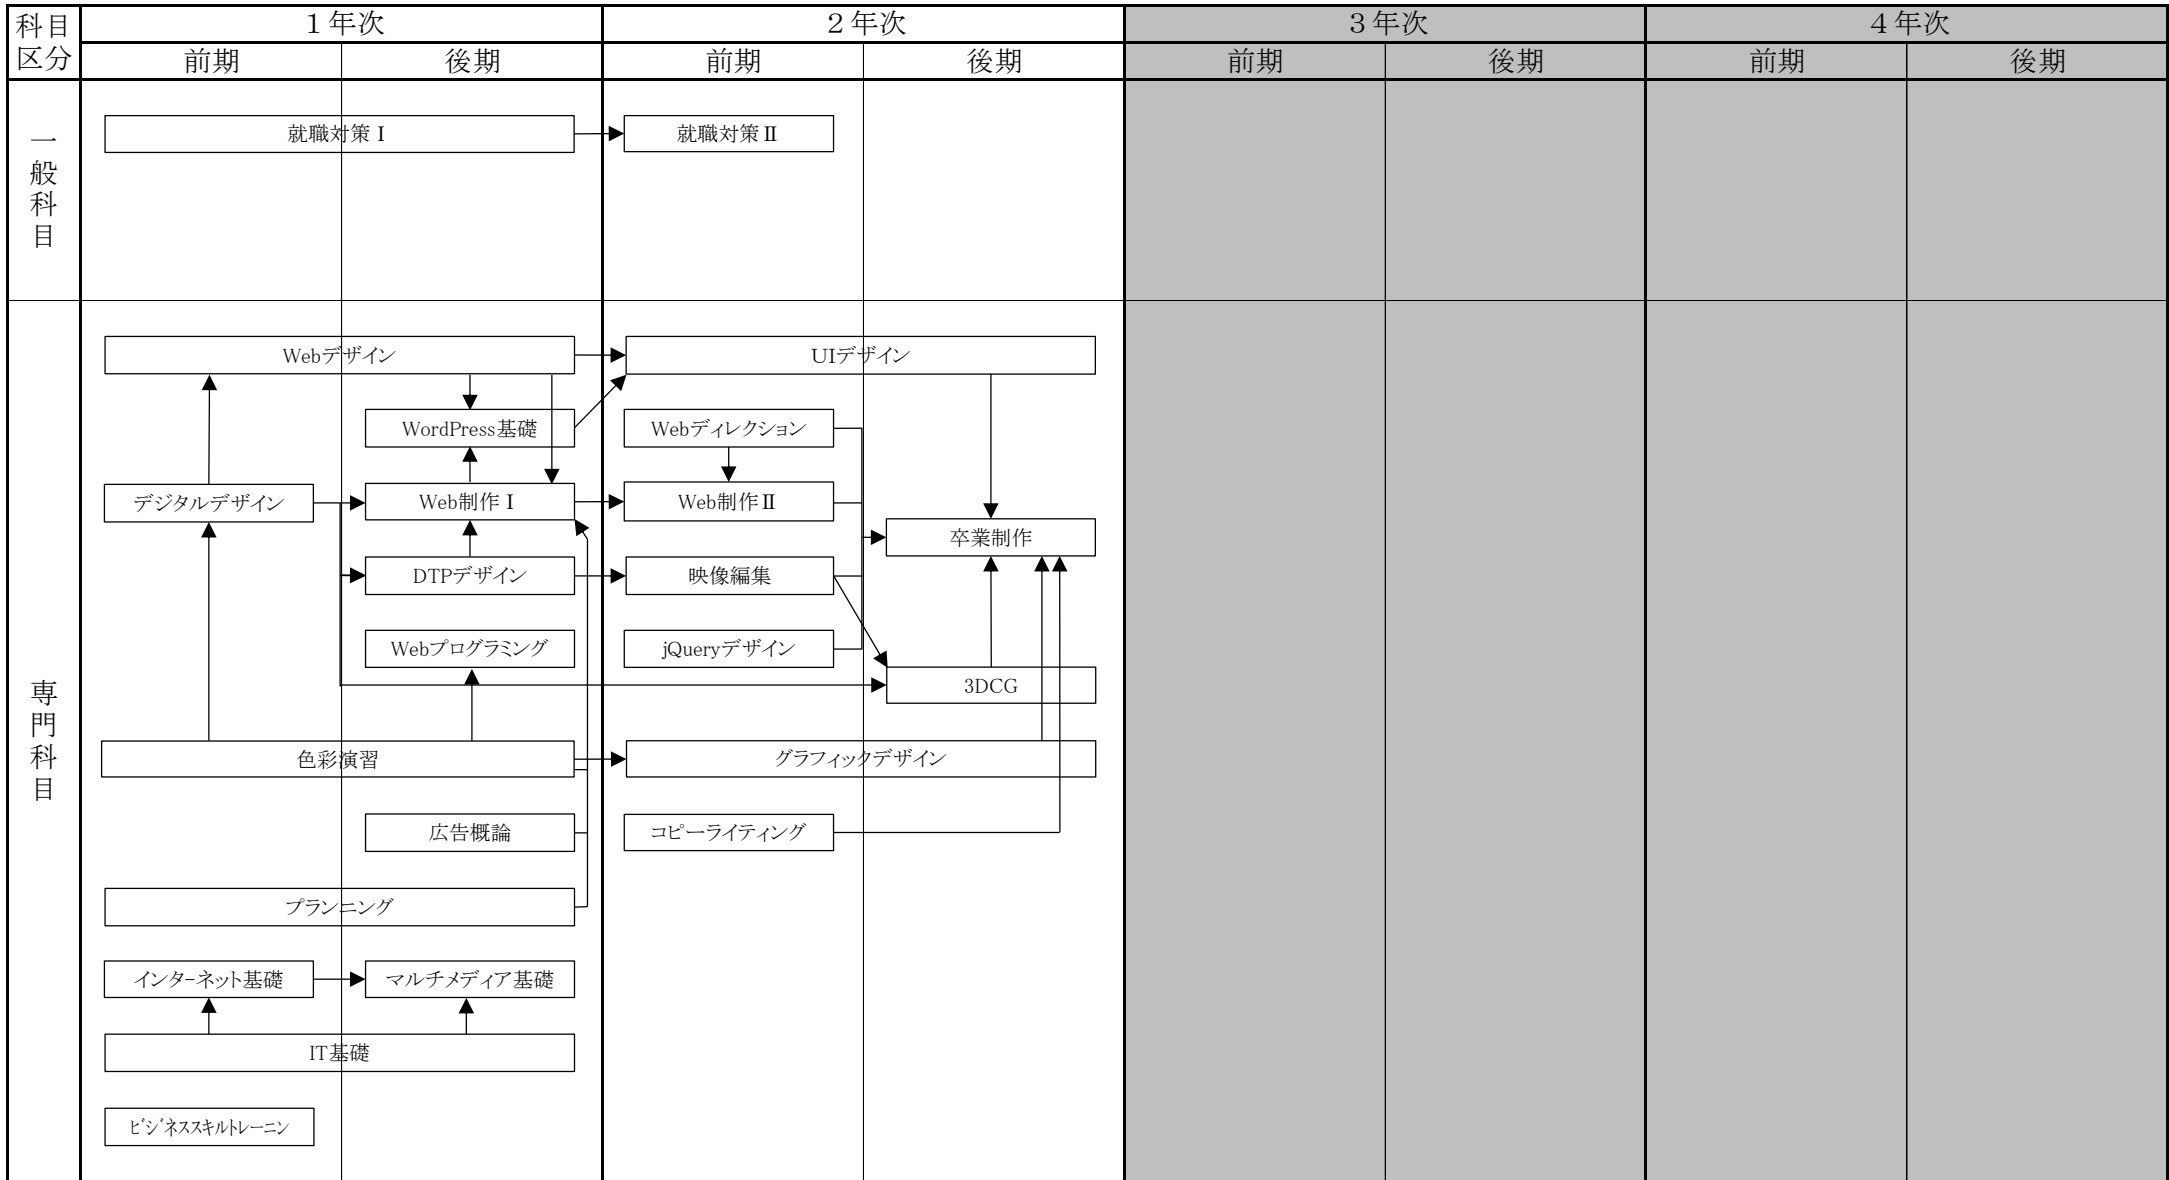 科目
区分
１年次
２年次
３年次
４年次
前期
後期
前期
後期
前期
後期
前期
後期
一般科目
就職対策Ⅰ
就職対策Ⅱ
専門科目
Webデザイン
UIデザイン
WordPress基礎
Webディレクション
デジタルデザイン
Web制作Ⅰ
Web制作Ⅱ
卒業制作
DTPデザイン
映像編集
Webプログラミング
jQueryデザイン
3DCG
色彩演習
グラフィックデザイン
広告概論
コピーライティング
プランニング
インターネット基礎
マルチメディア基礎
IT基礎
ﾋﾞｼﾞﾈｽｽｷﾙﾄﾚｰﾆﾝ